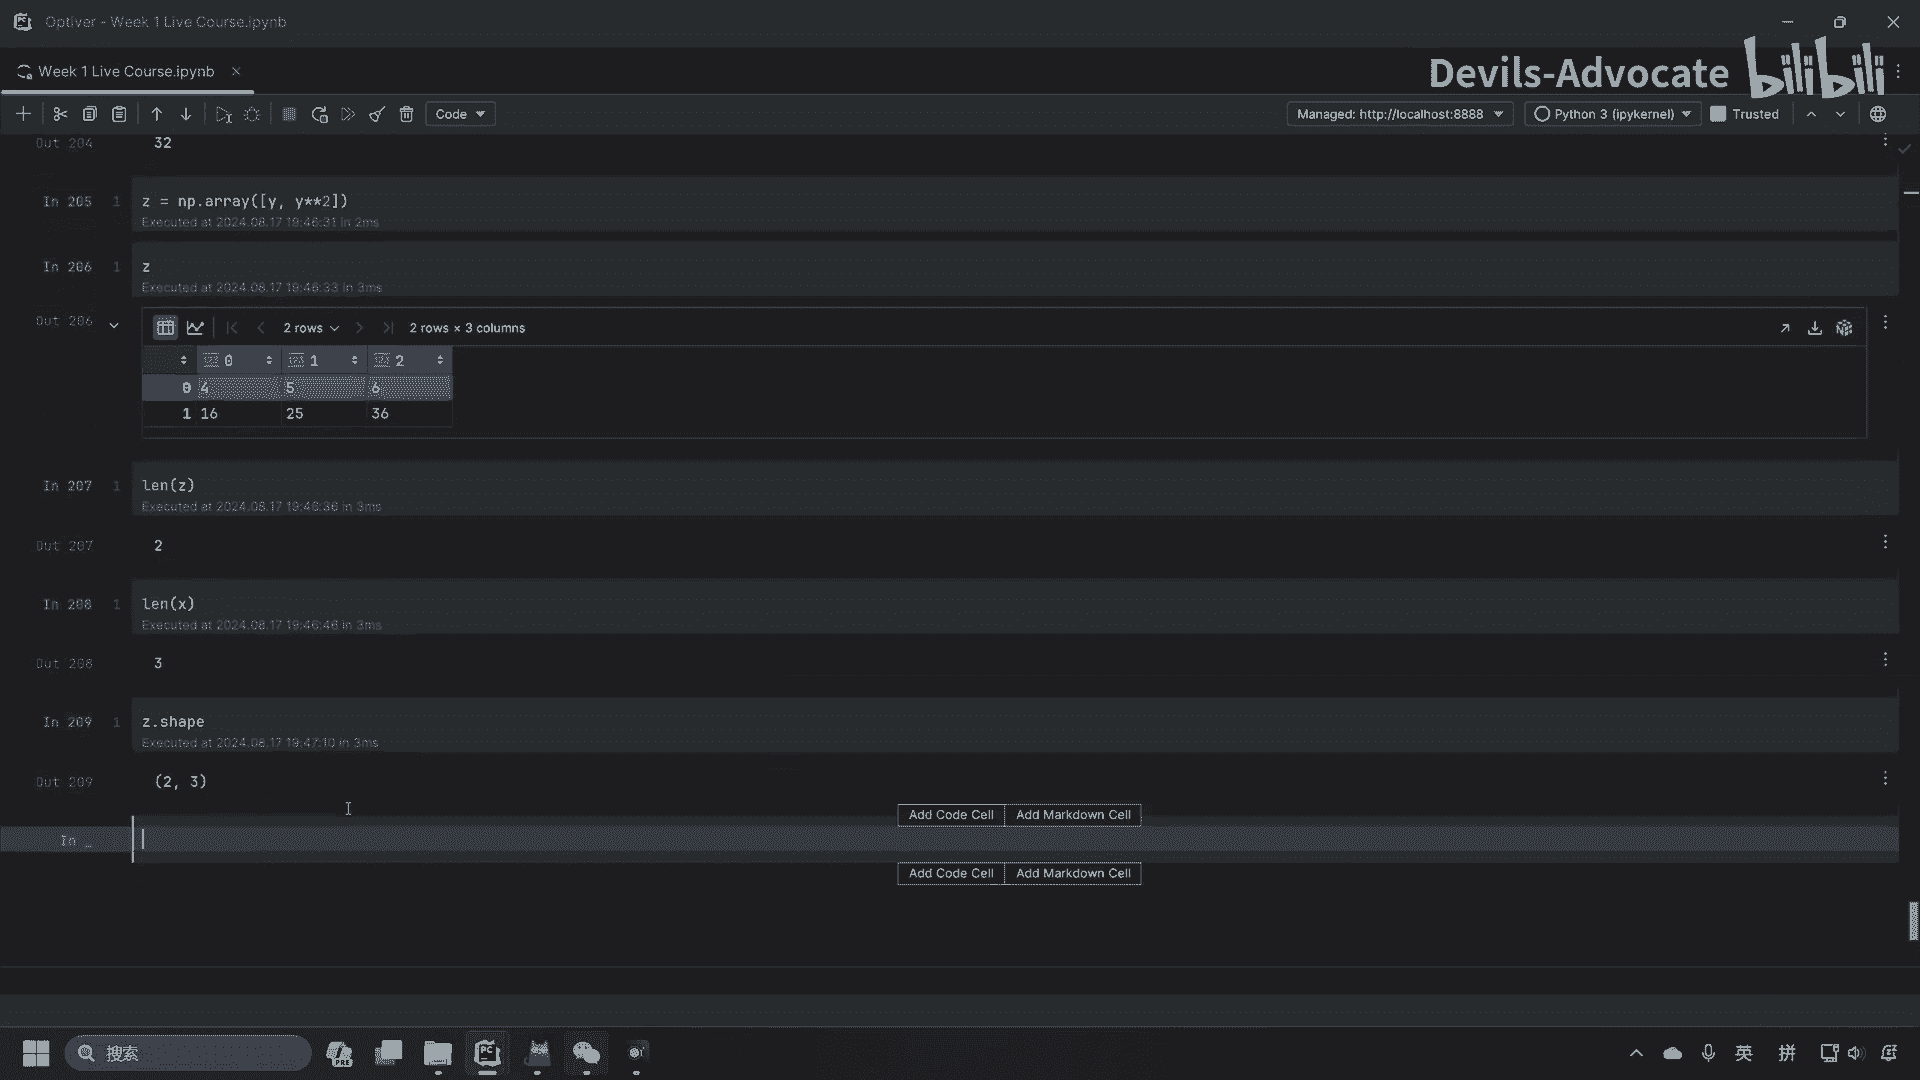 Optiver - Week 1 Live Course.ipynb
Week 1 Live Course.ipynb
Devils-Advocate bilibili
Code
Managed: http://localhost:8888
Python 3 (ipykernel)
Trusted
Out 204
32
In 205
1
z = np.array([y, y**2])
Executed at 2024.08.17 19:46:31 in 2ms
In 206
1
z
Executed at 2024.08.17 19:46:33 in 3ms
Out 206
2 rows
2 rows × 3 columns
0 1 2
0 4 5 6
1 16 25 36
In 207
1
len(z)
Executed at 2024.08.17 19:46:36 in 3ms
Out 207
2
In 208
1
len(x)
Executed at 2024.08.17 19:46:46 in 3ms
Out 208
3
In 209
1
z.shape
Executed at 2024.08.17 19:47:10 in 3ms
Out 209
(2, 3)
Add Code Cell Add Markdown Cell
In _
Add Code Cell Add Markdown Cell
搜索
PRE
PC
英
拼